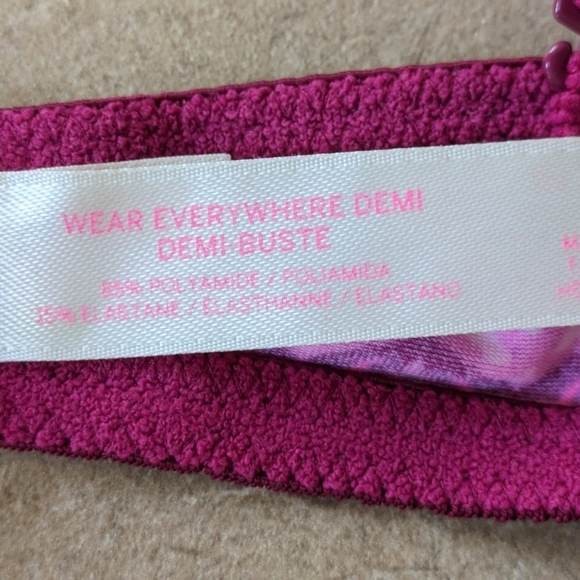 WEAR EVERYWHERE DEMI
DEMI-BUSTE
85% POLYAMIDE / POLIAMIDA
15% ELASTANE / ELASTHANNE / ELASTANO